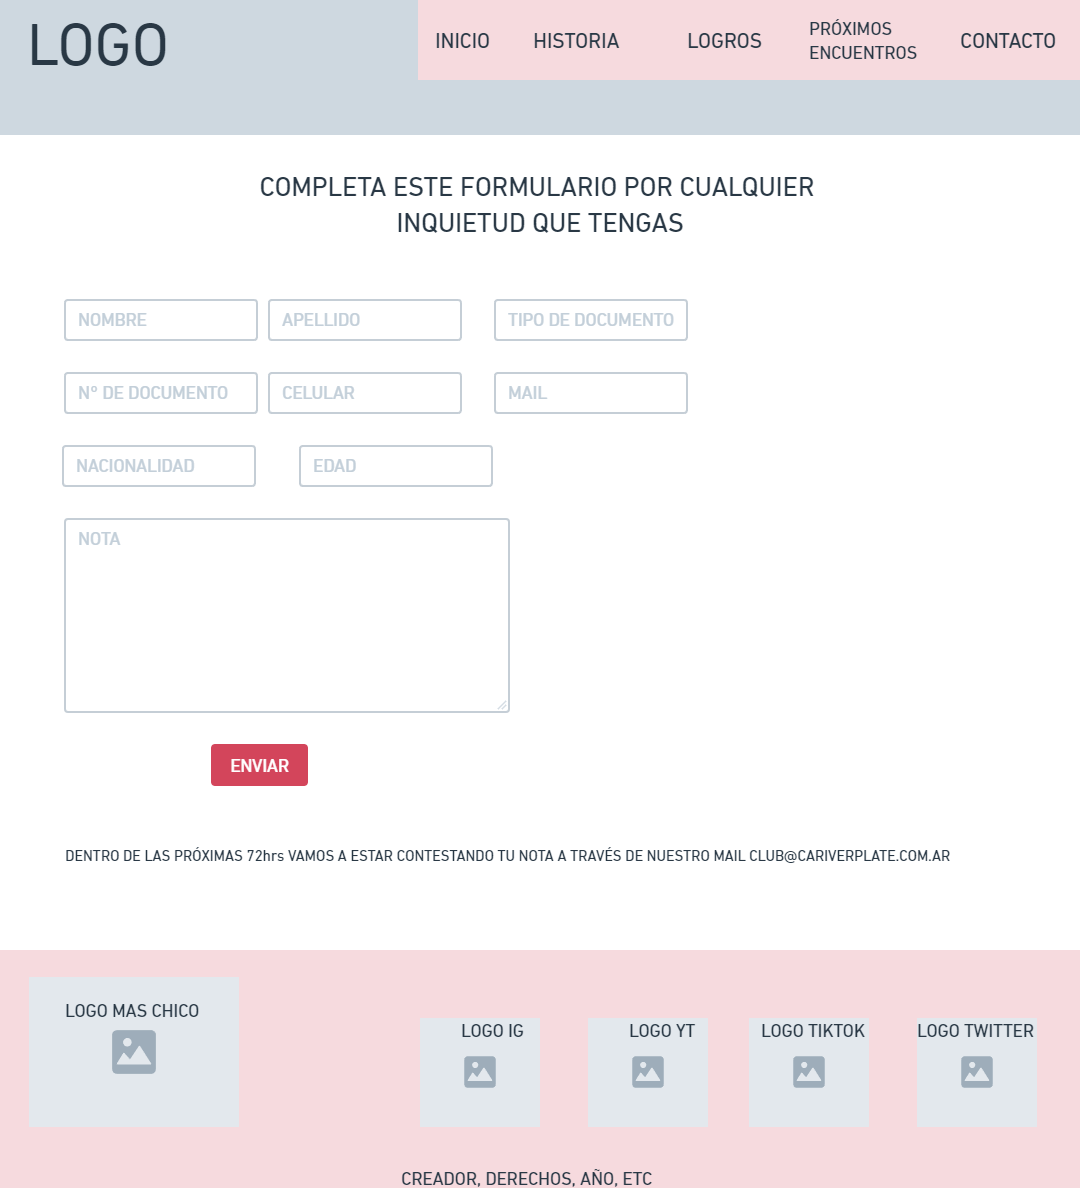 LOGO
INICIO
HISTORIA
LOGROS
PRÓXIMOS
ENCUENTROS
CONTACTO
COMPLETA ESTE FORMULARIO POR CUALQUIER
INQUIETUD QUE TENGAS
NOMBRE
APELLIDO
TIPO DE DOCUMENTO
N° DE DOCUMENTO
CELULAR
MAIL
NACIONALIDAD
EDAD
NOTA
ENVIAR
DENTRO DE LAS PRÓXIMAS 72hrs VAMOS A ESTAR CONTESTANDO TU NOTA A TRAVÉS DE NUESTRO MAIL CLUB@CARIVERPLATE.COM.AR
LOGO MAS CHICO
LOGO IG
LOGO YT
LOGO TIKTOK
LOGO TWITTER
CREADOR, DERECHOS, AÑO, ETC